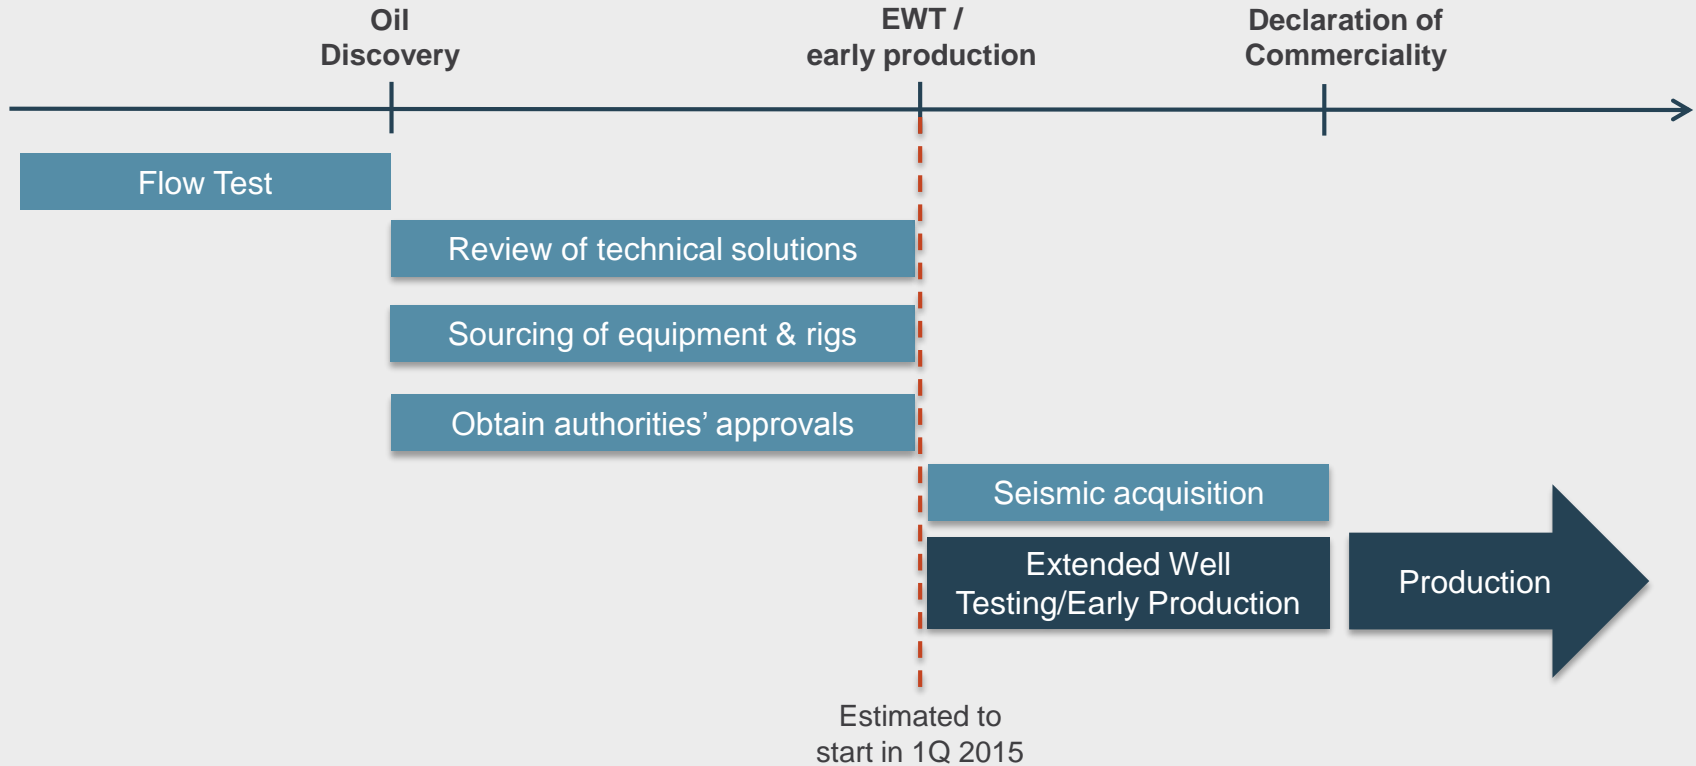 Oil
Discovery
EWT /
early production
Declaration of
Commerciality
Flow Test
Review of technical solutions
Sourcing of equipment & rigs
Obtain authorities’ approvals
Seismic acquisition
Extended Well
Testing/Early Production
Production
Estimated to
start in 1Q 2015